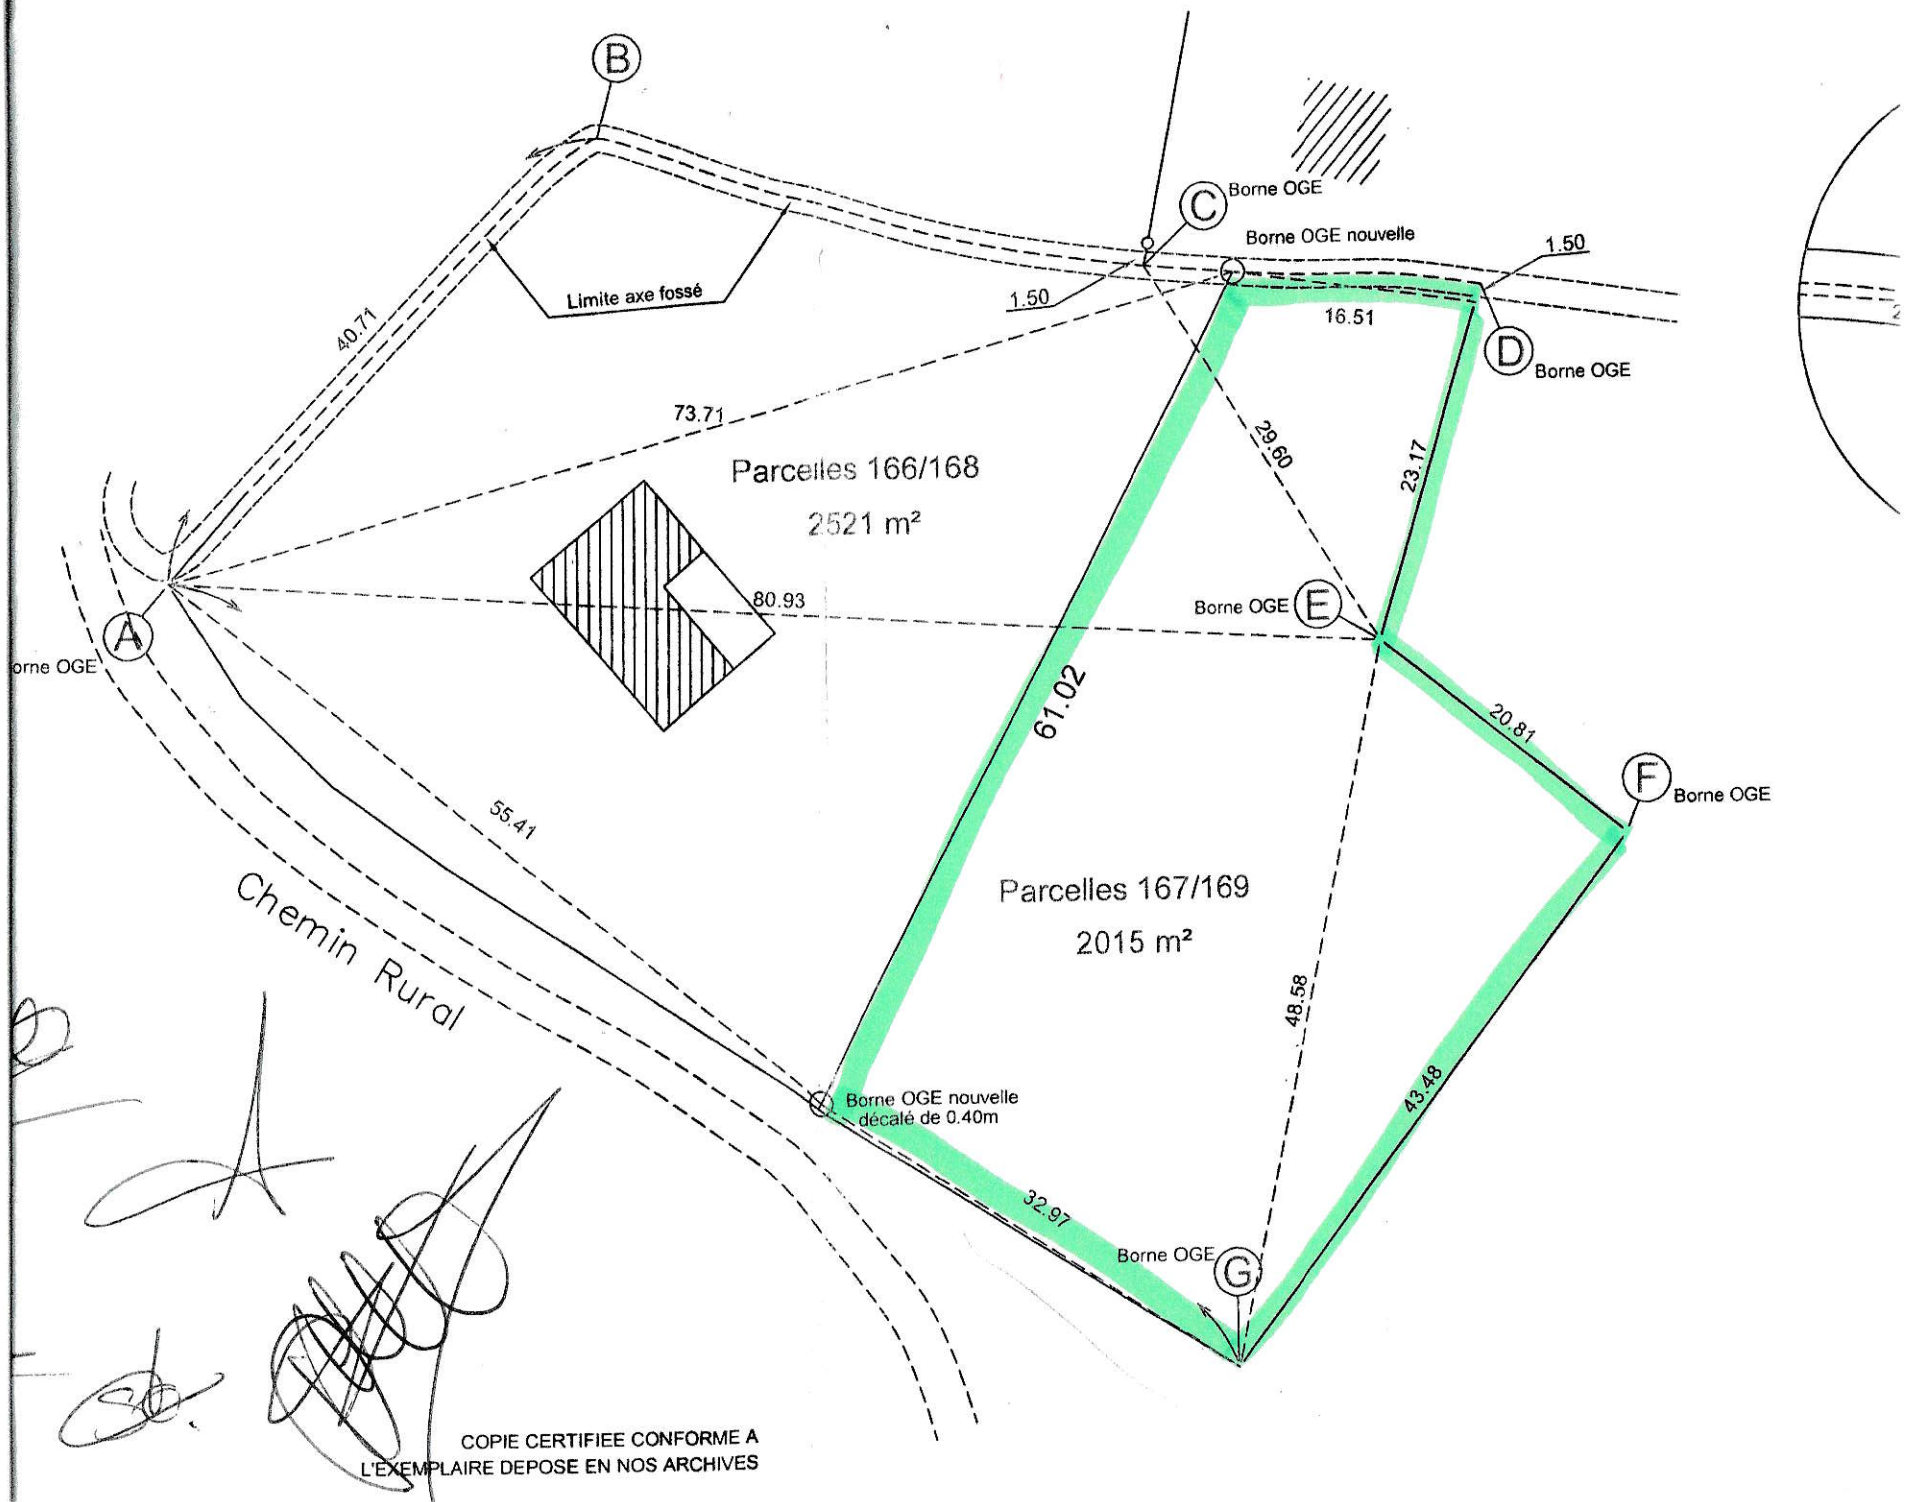 B
C
Borne OGE
Borne OGE nouvelle
1.50
Limite axe fossé
1.50
16.51
40.71
D
Borne OGE
73.71
29.60
23.17
Parcelles 166/168
2521 m²
80.93
Borne OGE
E
A
orne OGE
61.02
20.81
F
Borne OGE
55.41
Parcelles 167/169
2015 m²
Chemin Rural
48.58
43.48
Borne OGE nouvelle
décalé de 0.40m
32.97
Borne OGE
G
COPIE CERTIFIEE CONFORME A
L'EXEMPLAIRE DEPOSE EN NOS ARCHIVES